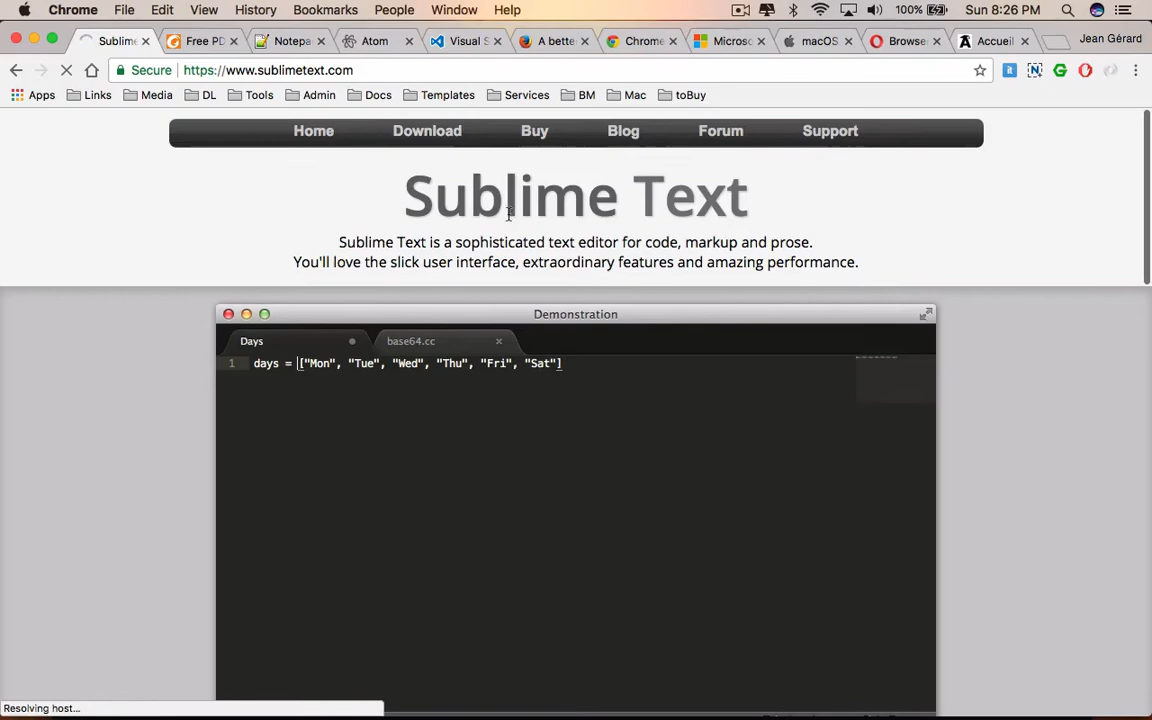 Chrome File Edit View History Bookmarks People Window Help 100% Sun 8:26 PM
Sublime Free PD Notepa Atom Visual S A bette Chrome Microso macOS Browse Accueil Jean Gérard
Secure https://www.sublimetext.com
Apps Links Media DL Tools Admin Docs Templates Services BM Mac toBuy
Home Download Buy Blog Forum Support
Sublime Text
Sublime Text is a sophisticated text editor for code, markup and prose.
You'll love the slick user interface, extraordinary features and amazing performance.
Demonstration
Days base64.cc
1 days = ["Mon", "Tue", "Wed", "Thu", "Fri", "Sat"]
Resolving host...